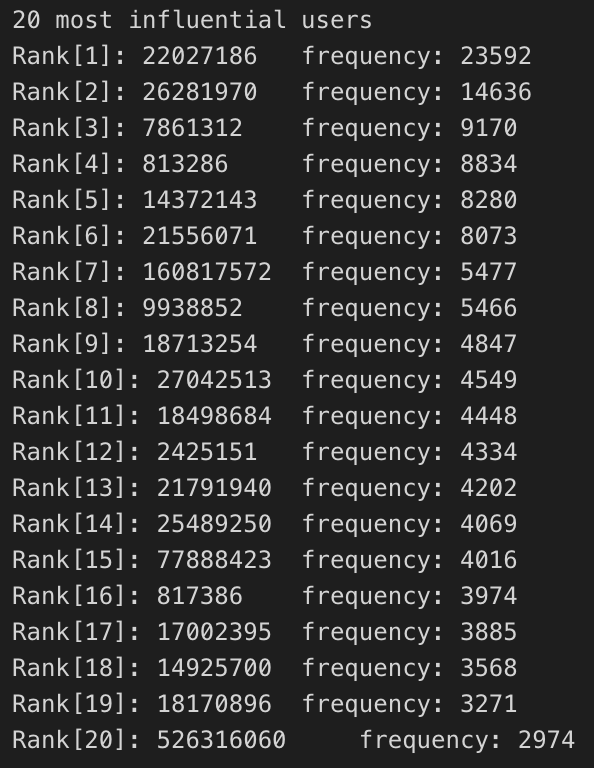 20 most influential users
Rank[1]: 22027186 frequency: 23592
Rank[2]: 26281970 frequency: 14636
Rank[3]: 7861312 frequency: 9170
Rank[4]: 813286 frequency: 8834
Rank[5]: 14372143 frequency: 8280
Rank[6]: 21556071 frequency: 8073
Rank[7]: 160817572 frequency: 5477
Rank[8]: 9938852 frequency: 5466
Rank[9]: 18713254 frequency: 4847
Rank[10]: 27042513 frequency: 4549
Rank[11]: 18498684 frequency: 4448
Rank[12]: 2425151 frequency: 4334
Rank[13]: 21791940 frequency: 4202
Rank[14]: 25489250 frequency: 4069
Rank[15]: 77888423 frequency: 4016
Rank[16]: 817386 frequency: 3974
Rank[17]: 17002395 frequency: 3885
Rank[18]: 14925700 frequency: 3568
Rank[19]: 18170896 frequency: 3271
Rank[20]: 526316060 frequency: 2974